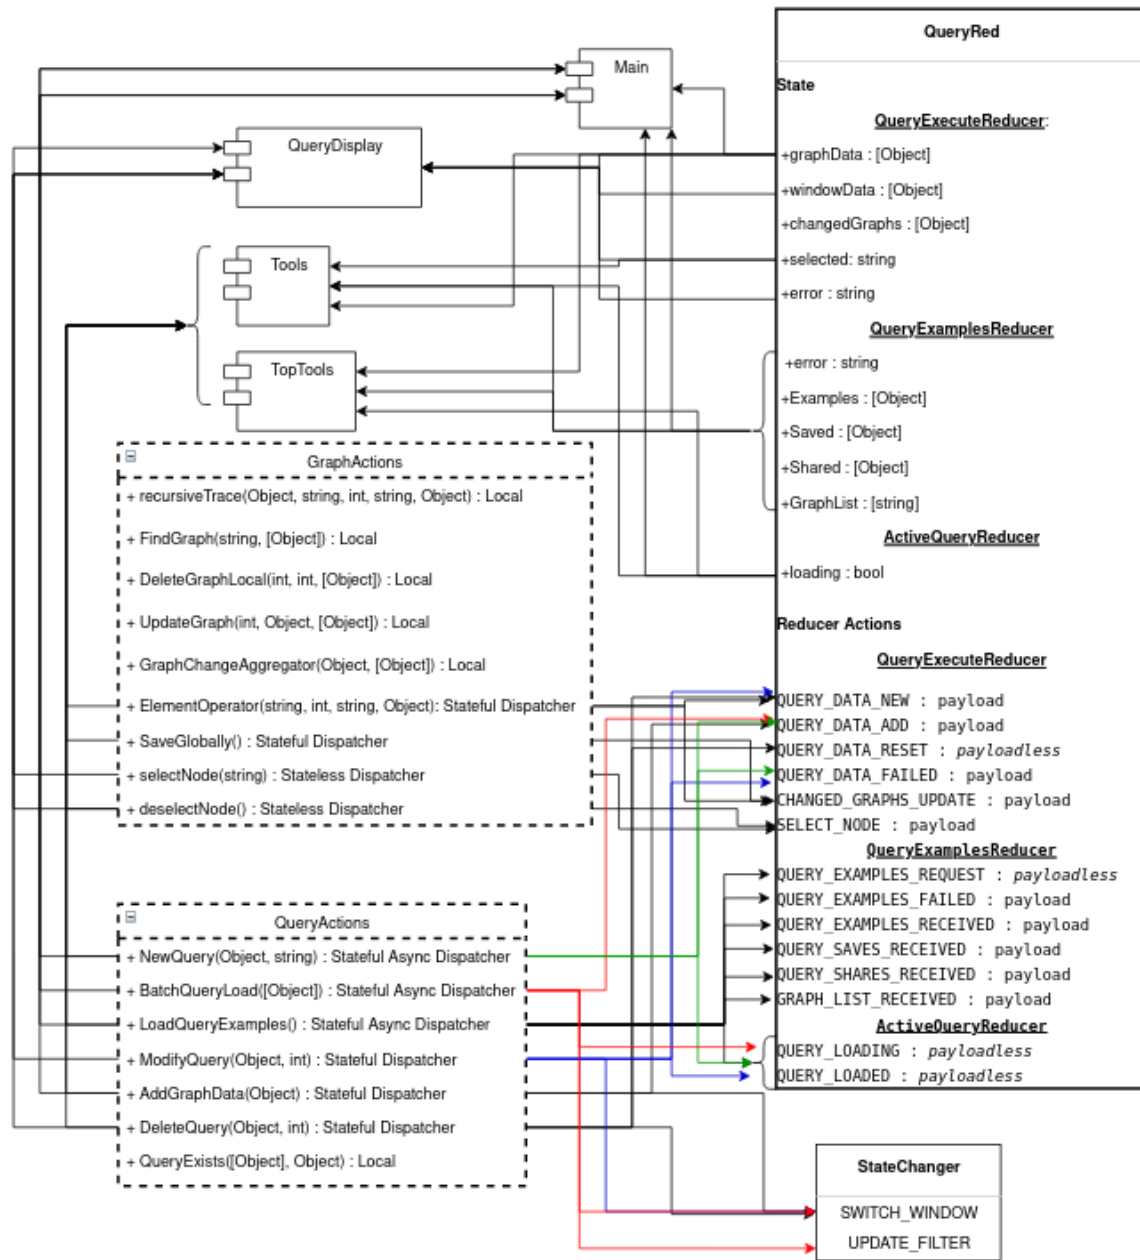 QueryRed
State
QueryExecuteReducer:
+graphData : [Object]
+windowData : [Object]
+changedGraphs : [Object]
+selected: string
+error : string
QueryExamplesReducer
+error : string
+Examples : [Object]
+Saved : [Object]
+Shared : [Object]
+GraphList : [string]
ActiveQueryReducer
+loading : bool
Reducer Actions
QueryExecuteReducer
QUERY_DATA_NEW : payload
QUERY_DATA_ADD : payload
QUERY_DATA_RESET : payloadless
QUERY_DATA_FAILED : payload
CHANGED_GRAPHS_UPDATE : payload
SELECT_NODE : payload
QueryExamplesReducer
QUERY_EXAMPLES_REQUEST : payloadless
QUERY_EXAMPLES_FAILED : payload
QUERY_EXAMPLES_RECEIVED : payload
QUERY_SAVES_RECEIVED : payload
QUERY_SHARES_RECEIVED : payload
GRAPH_LIST_RECEIVED : payload
ActiveQueryReducer
QUERY_LOADING : payloadless
QUERY_LOADED : payloadless
Main
QueryDisplay
Tools
TopTools
GraphActions
+ recursiveTrace(Object, string, int, string, Object) : Local
+ FindGraph(string, [Object]) : Local
+ DeleteGraphLocal(int, int, [Object]) : Local
+ UpdateGraph(int, Object, [Object]) : Local
+ GraphChangeAggregator(Object, [Object]) : Local
+ ElementOperator(string, int, string, Object): Stateful Dispatcher
+ SaveGlobally() : Stateful Dispatcher
+ selectNode(string) : Stateless Dispatcher
+ deselectNode() : Stateless Dispatcher
QueryActions
+ NewQuery(Object, string) : Stateful Async Dispatcher
+ BatchQueryLoad([Object]) : Stateful Async Dispatcher
+ LoadQueryExamples() : Stateful Async Dispatcher
+ ModifyQuery(Object, int) : Stateful Dispatcher
+ AddGraphData(Object) : Stateful Dispatcher
+ DeleteQuery(Object, int) : Stateful Dispatcher
+ QueryExists([Object], Object) : Local
StateChanger
SWITCH_WINDOW
UPDATE_FILTER